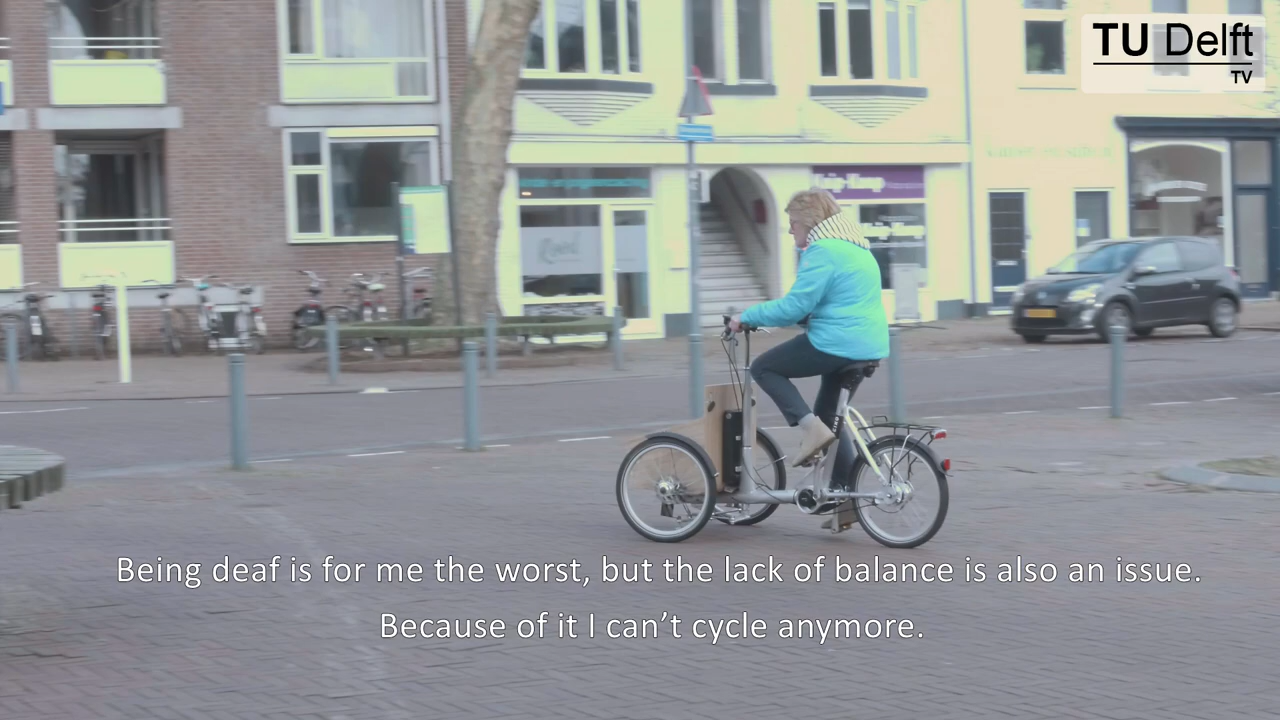 TU Delft
TV
Being deaf is for me the worst, but the lack of balance is also an issue.
Because of it I can’t cycle anymore.